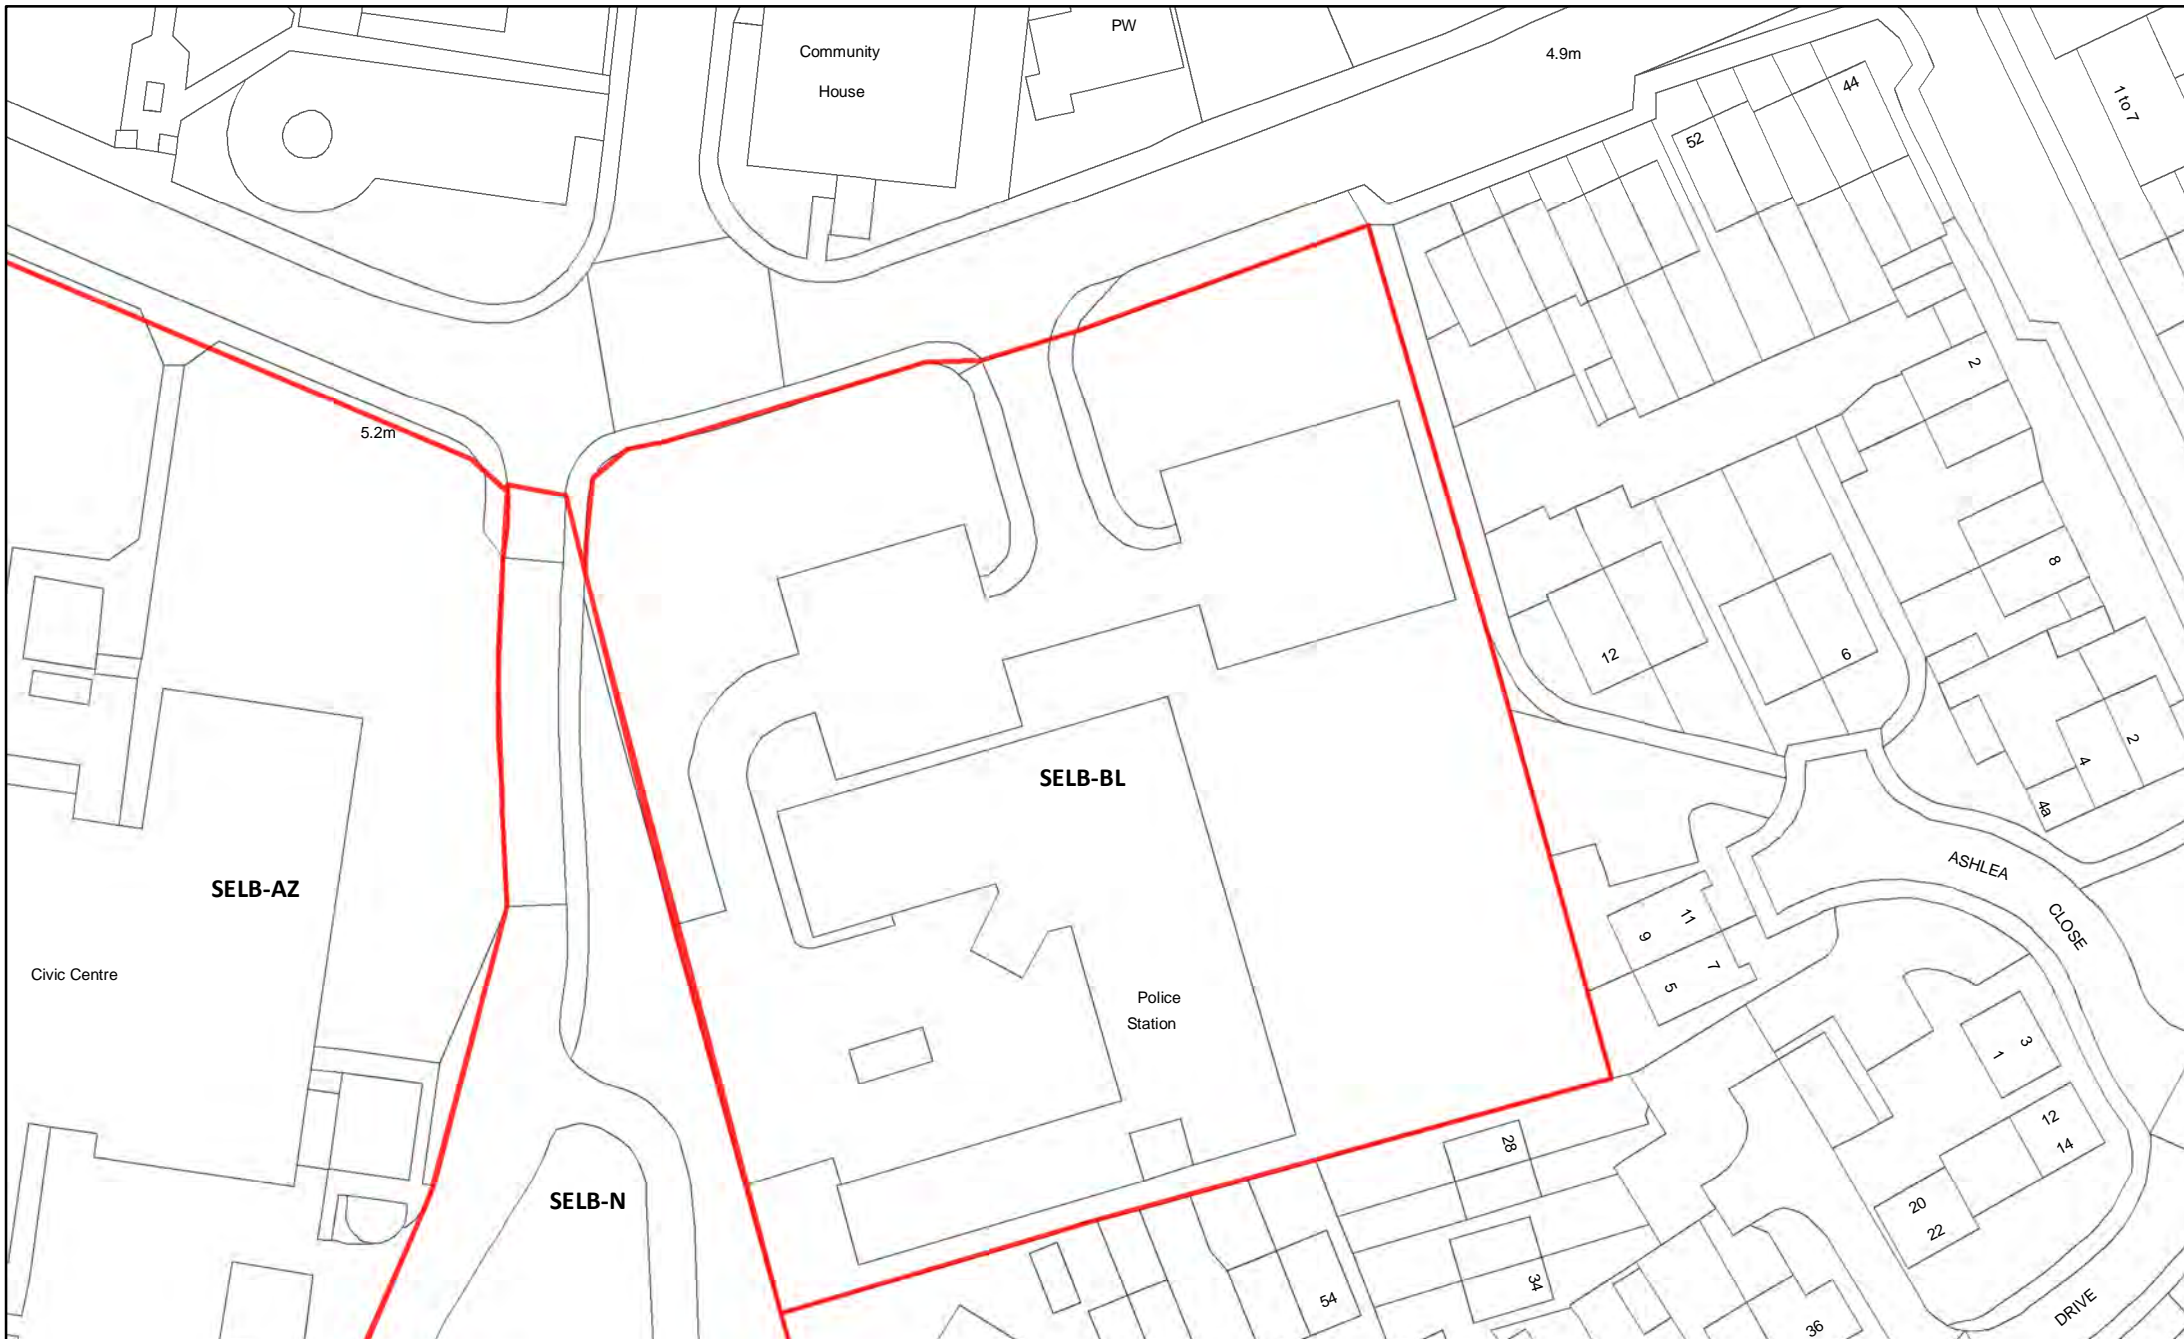 PW
Community
House
4.9m
44
1 to 7
52
2
5.2m
8
12
6
2
4
SELB-BL
4a
ASHLEA
SELB-AZ
11
CLOSE
9
7
Civic Centre
5
Police
Station
3
1
12
28
14
SELB-N
20
22
34
54
DRIVE
36